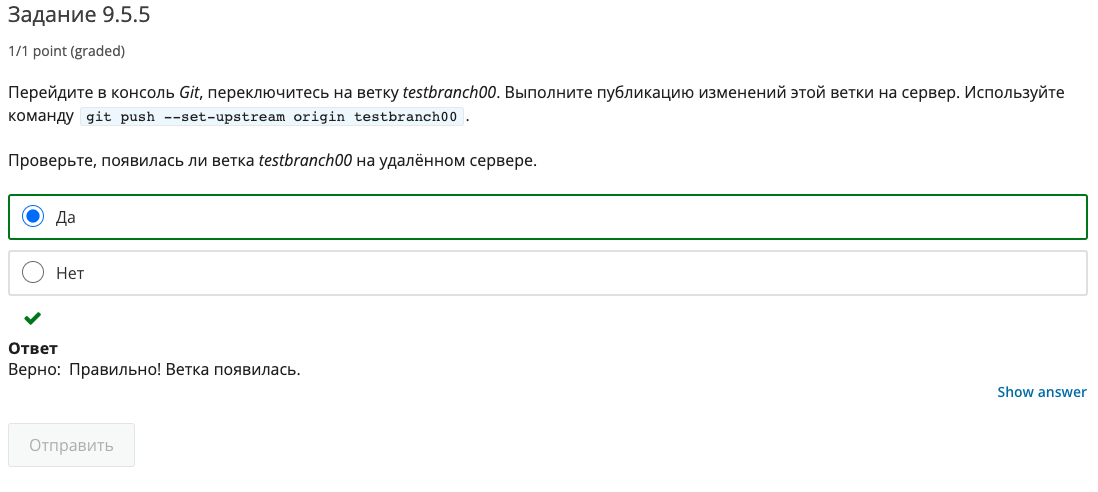 Задание 9.5.5
1/1 point (graded)
Перейдите в консоль Git, переключитесь на ветку testbranch00. Выполните публикацию изменений этой ветки на сервер. Используйте
команду git push --set-upstream origin testbranch00 .
Проверьте, появилась ли ветка testbranch00 на удалённом сервере.
Да
Нет
Ответ
Верно: Правильно! Ветка появилась.
Show answer
Отправить